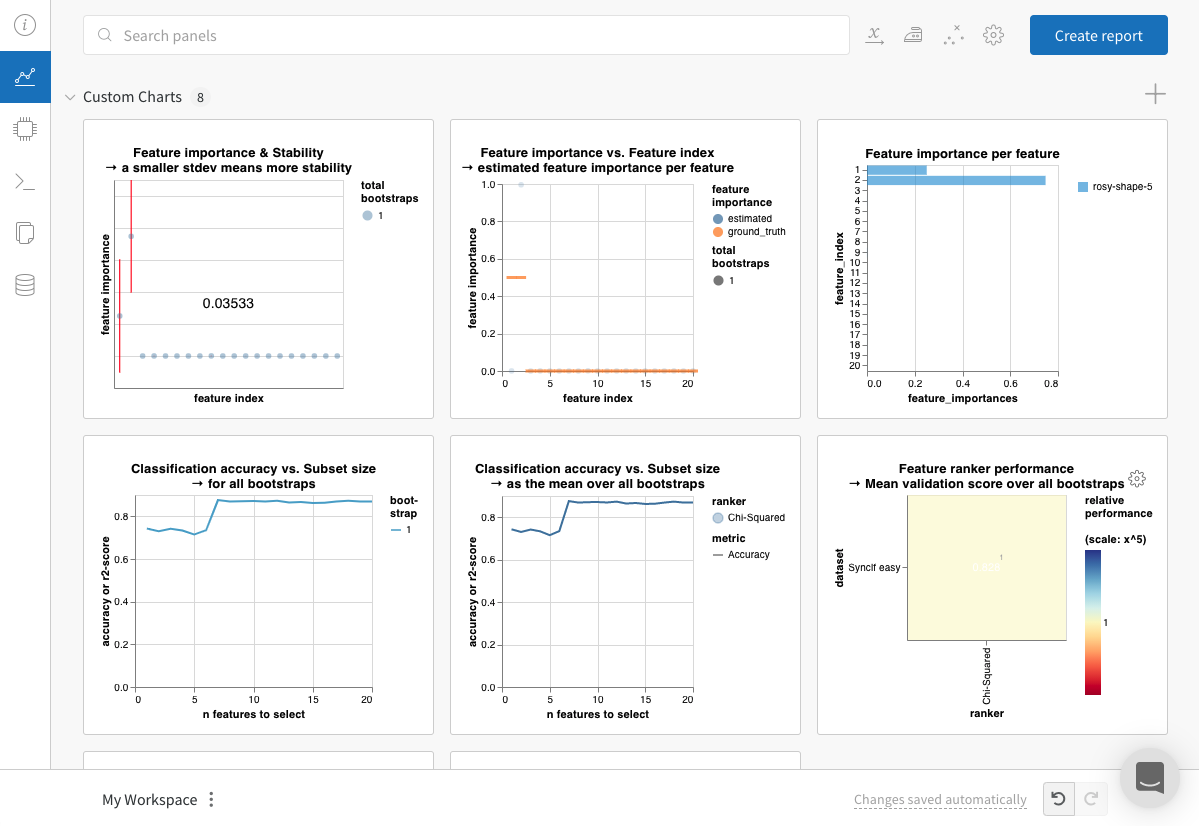 Search panels
Create report
Custom Charts 8
Feature importance & Stability
→ a smaller stdev means more stability
feature importance
0.03533
feature index
total
bootstraps
1
Feature importance vs. Feature index
→ estimated feature importance per feature
feature importance
1.0
0.8
0.6
0.4
0.2
0.0
0 5 10 15 20
feature index
feature
importance
estimated
ground_truth
total
bootstraps
1
Feature importance per feature
feature_index
1
2
3
4
5
6
7
8
9
10
11
12
13
14
15
16
17
18
19
20
0.0 0.2 0.4 0.6 0.8
feature_importances
rosy-shape-5
Classification accuracy vs. Subset size
→ for all bootstraps
accuracy or r2-score
0.8
0.6
0.4
0.2
0.0
0 5 10 15 20
n features to select
boot-
strap
1
Classification accuracy vs. Subset size
→ as the mean over all bootstraps
accuracy or r2-score
0.8
0.6
0.4
0.2
0.0
0 5 10 15 20
n features to select
ranker
Chi-Squared
metric
Accuracy
Feature ranker performance
→ Mean validation score over all bootstraps
dataset
Synclf easy
1
Chi-Squared
ranker
relative
performance
(scale: x^5)
1
My Workspace
Changes saved automatically